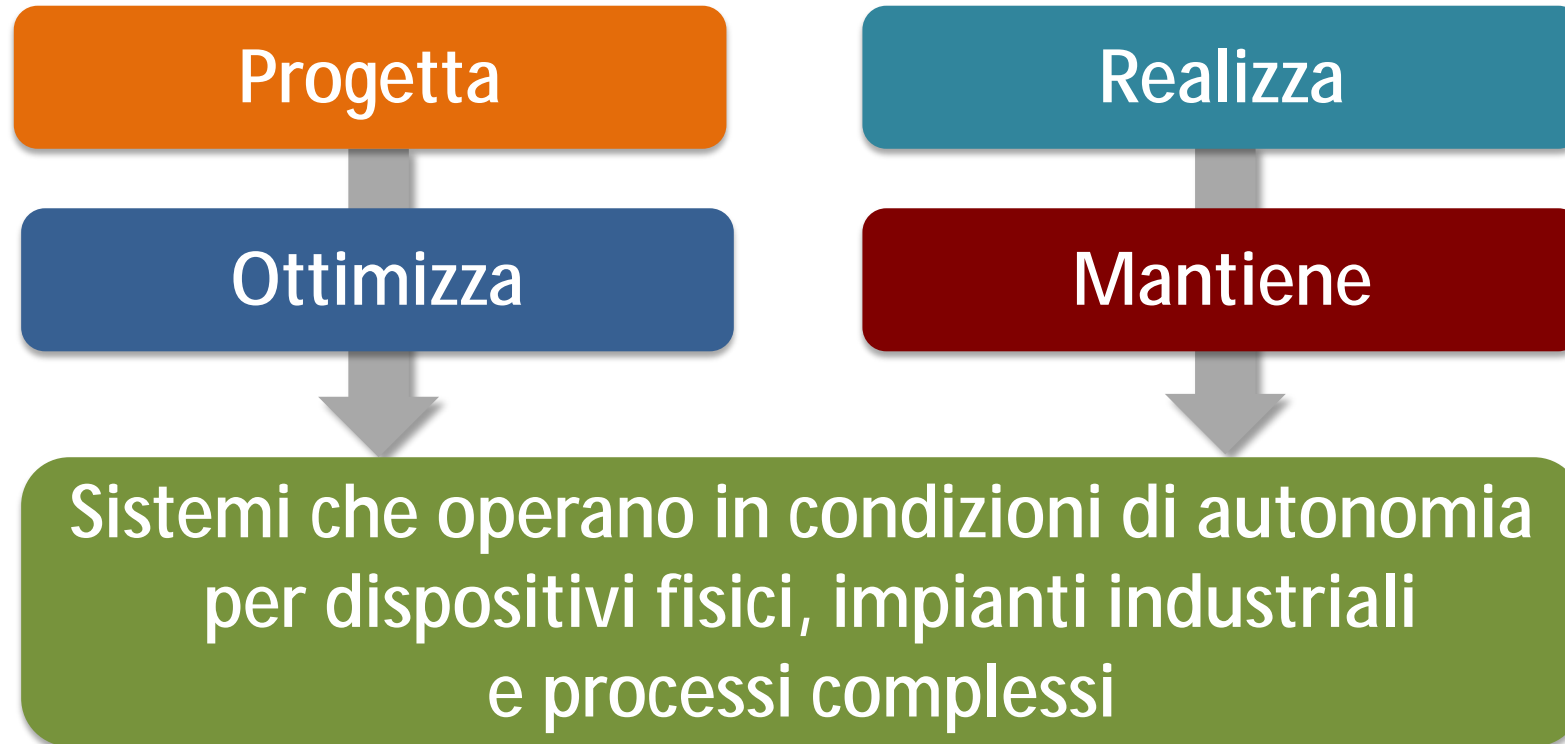 Progetta
Realizza
Ottimizza
Mantiene
Sistemi che operano in condizioni di autonomia
per dispositivi fisici, impianti industriali
e processi complessi